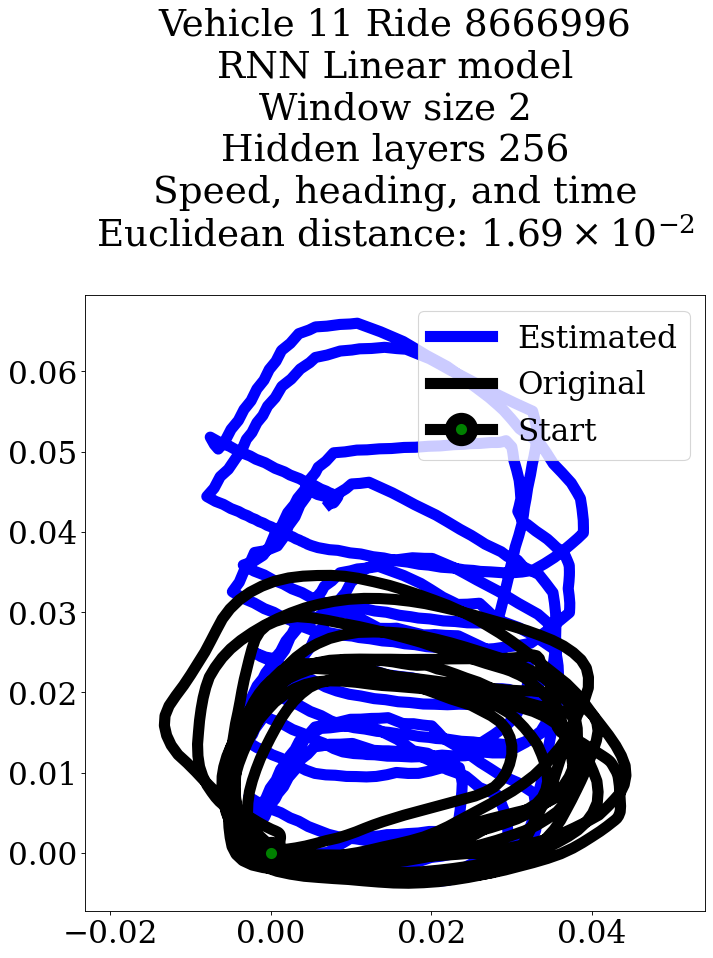 Vehicle 11 Ride 8666996
RNN Linear model
Window size 2
Hidden layers 256
Speed, heading, and time
Euclidean distance: 1.69 × 10⁻²
Estimated
Original
Start
0.06
0.05
0.04
0.03
0.02
0.01
0.00
−0.02 0.00 0.02 0.04